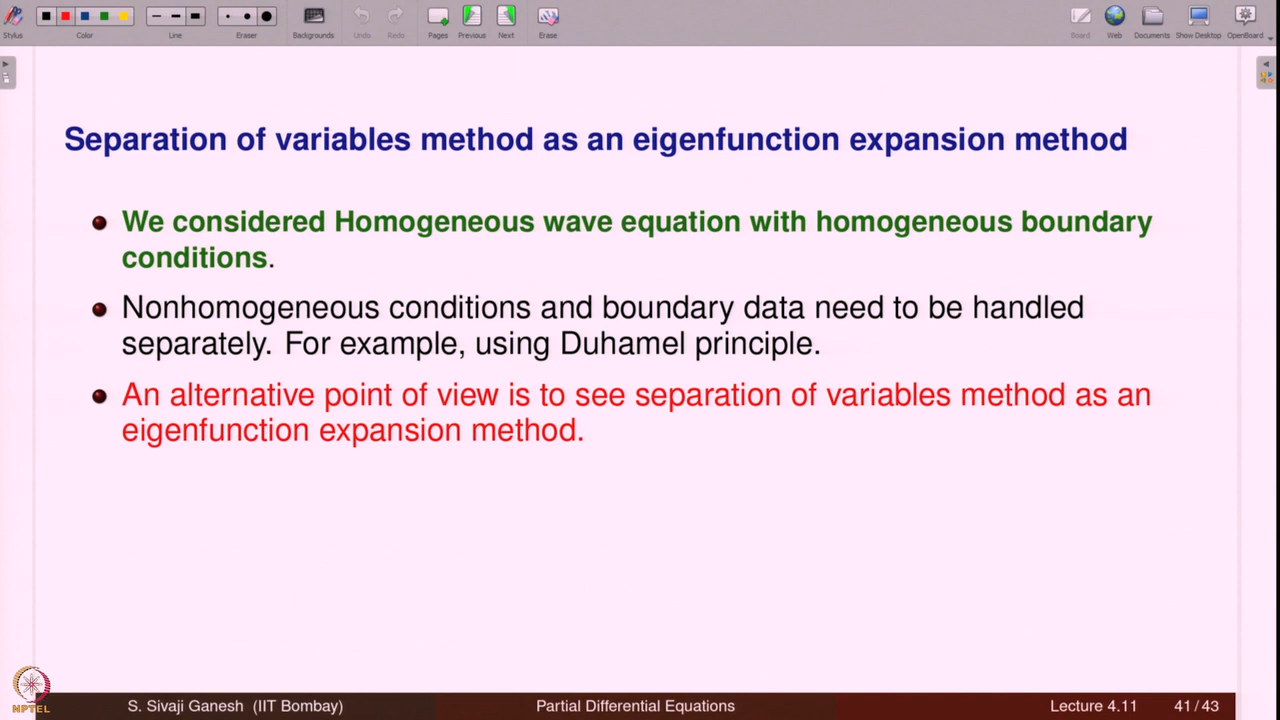 Stylus Color Line Eraser Backgrounds Undo Redo Pages Previous Next Erase Board Web Documents Show Desktop OpenBoard
Separation of variables method as an eigenfunction expansion method
We considered Homogeneous wave equation with homogeneous boundary
conditions.
Nonhomogeneous conditions and boundary data need to be handled
separately. For example, using Duhamel principle.
An alternative point of view is to see separation of variables method as an
eigenfunction expansion method.
NPTEL
S. Sivaji Ganesh (IIT Bombay) Partial Differential Equations Lecture 4.11 41 / 43